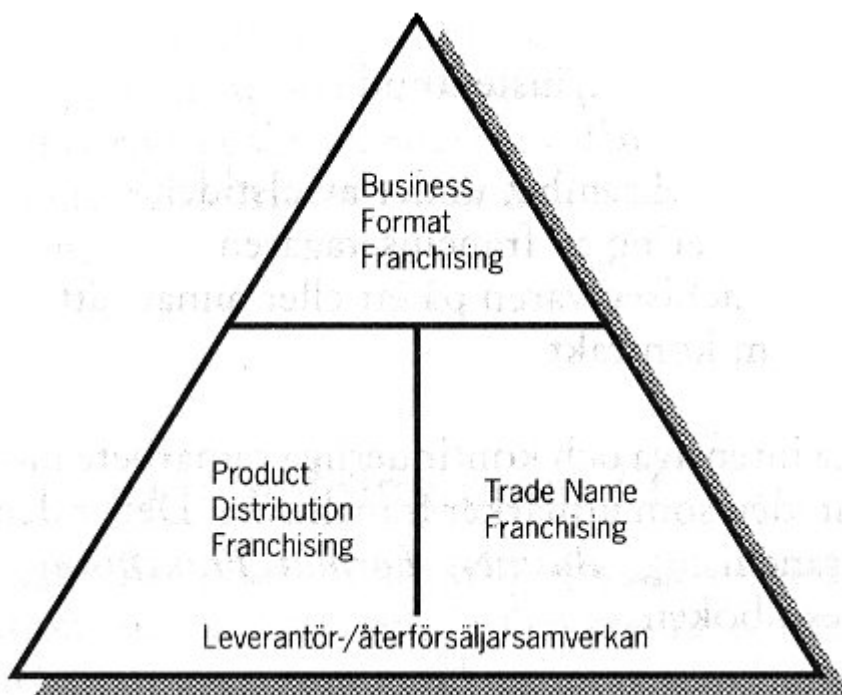 Business
Format
Franchising
Product
Distribution
Franchising
Trade Name
Franchising
Leverantör-/återförsäljarsamverkan